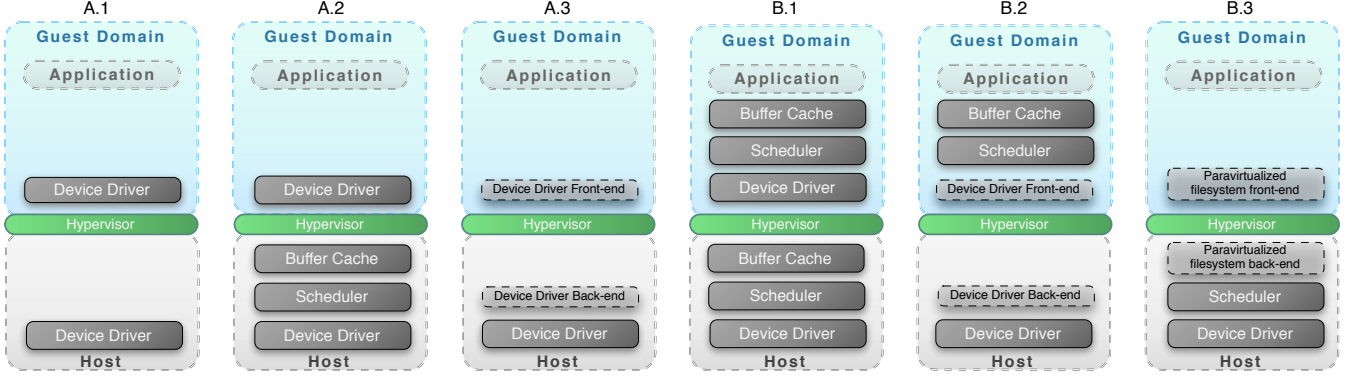 A.1
Guest Domain
Application
Device Driver
Hypervisor
Device Driver
Host
A.2
Guest Domain
Application
Device Driver
Hypervisor
Buffer Cache
Scheduler
Device Driver
Host
A.3
Guest Domain
Application
Device Driver Front-end
Hypervisor
Device Driver Back-end
Device Driver
Host
B.1
Guest Domain
Application
Buffer Cache
Scheduler
Device Driver
Hypervisor
Buffer Cache
Scheduler
Device Driver
Host
B.2
Guest Domain
Application
Buffer Cache
Scheduler
Device Driver Front-end
Hypervisor
Device Driver Back-end
Device Driver
Host
B.3
Guest Domain
Application
Paravirtualized
filesystem front-end
Hypervisor
Paravirtualized
filesystem back-end
Scheduler
Device Driver
Host